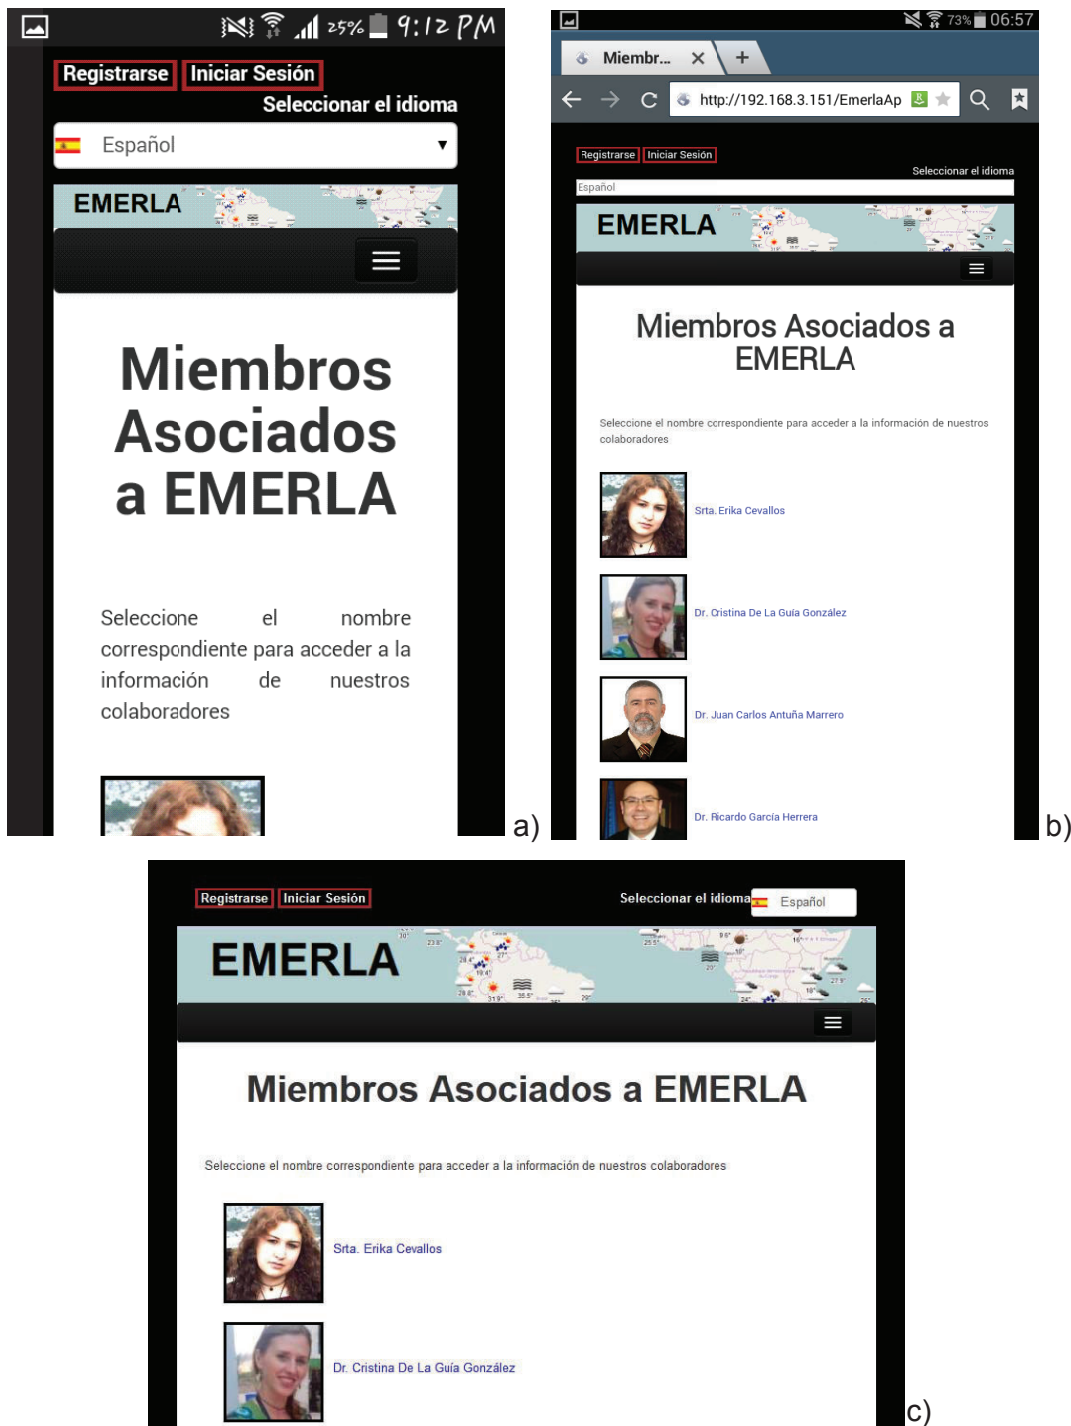 25% 9:12 PM
Registrarse Iniciar Sesión
Seleccionar el idioma
Español
EMERLA
Miembros
Asociados
a EMERLA
Seleccione el nombre
correspondiente para acceder a la
información de nuestros
colaboradores
a)
73% 06:57
Miembr...
http://192.168.3.151/EmerlaAp
Registrarse Iniciar Sesión
Seleccionar el idioma
Español
EMERLA
Miembros Asociados a
EMERLA
Seleccione el nombre correspondiente para acceder a la información de nuestros
colaboradores
Srta. Erika Cevallos
Dr. Cristina De La Guía González
Dr. Juan Carlos Antuña Marrero
Dr. Ricardo García Herrera
b)
Registrarse Iniciar Sesión
Seleccionar el idioma Español
EMERLA
Miembros Asociados a EMERLA
Seleccione el nombre correspondiente para acceder a la información de nuestros colaboradores
Srta. Erika Cevallos
Dr. Cristina De La Guía González
c)